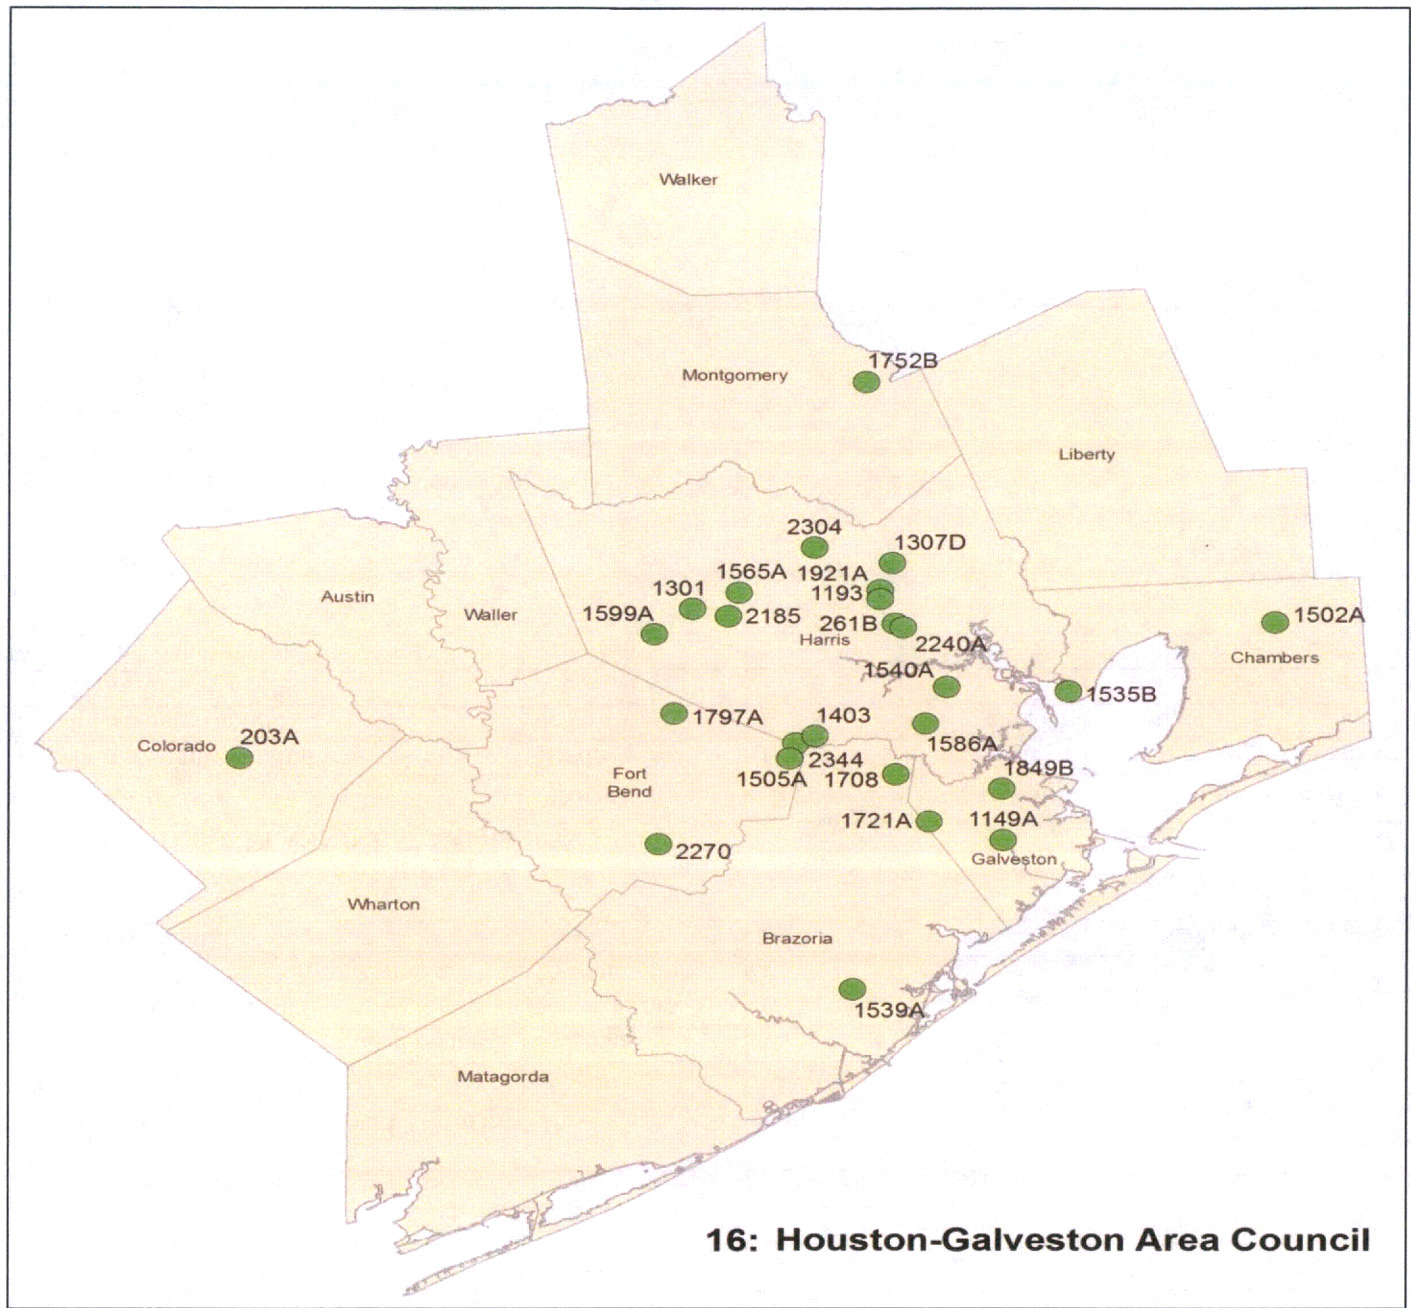 Walker
1752B
Montgomery
Liberty
2304
1307D
1565A
1921A
1301
1193
Austin
Waller
1599A
2185
261B
1502A
Harris
2240A
Chambers
1540A
1535B
1797A
1403
203A
Colorado
1586A
2344
Fort
Bend
1505A
1708
1849B
1721A
1149A
2270
Galveston
Wharton
Brazoria
1539A
Matagorda
16: Houston-Galveston Area Council